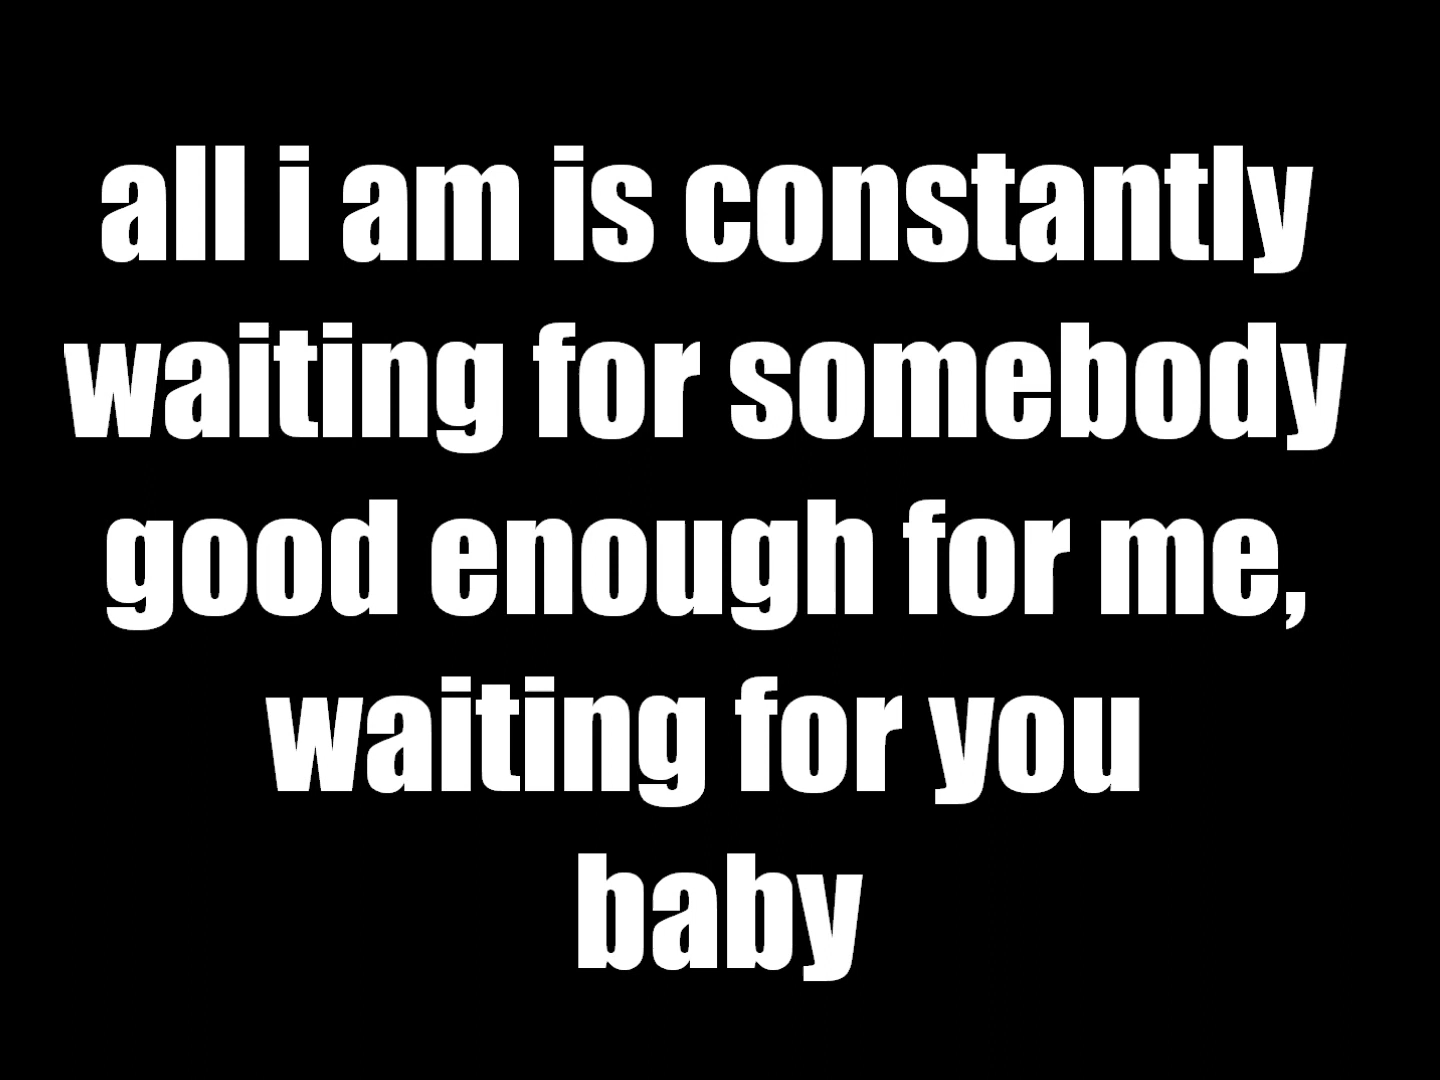 all i am is constantly
waiting for somebody
good enough for me,
waiting for you
baby